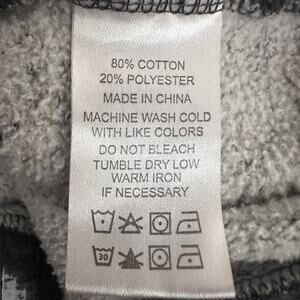 80% COTTON
20% POLYESTER
MADE IN CHINA
MACHINE WASH COLD
WITH LIKE COLORS
DO NOT BLEACH
TUMBLE DRY LOW
WARM IRON
IF NECESSARY
30